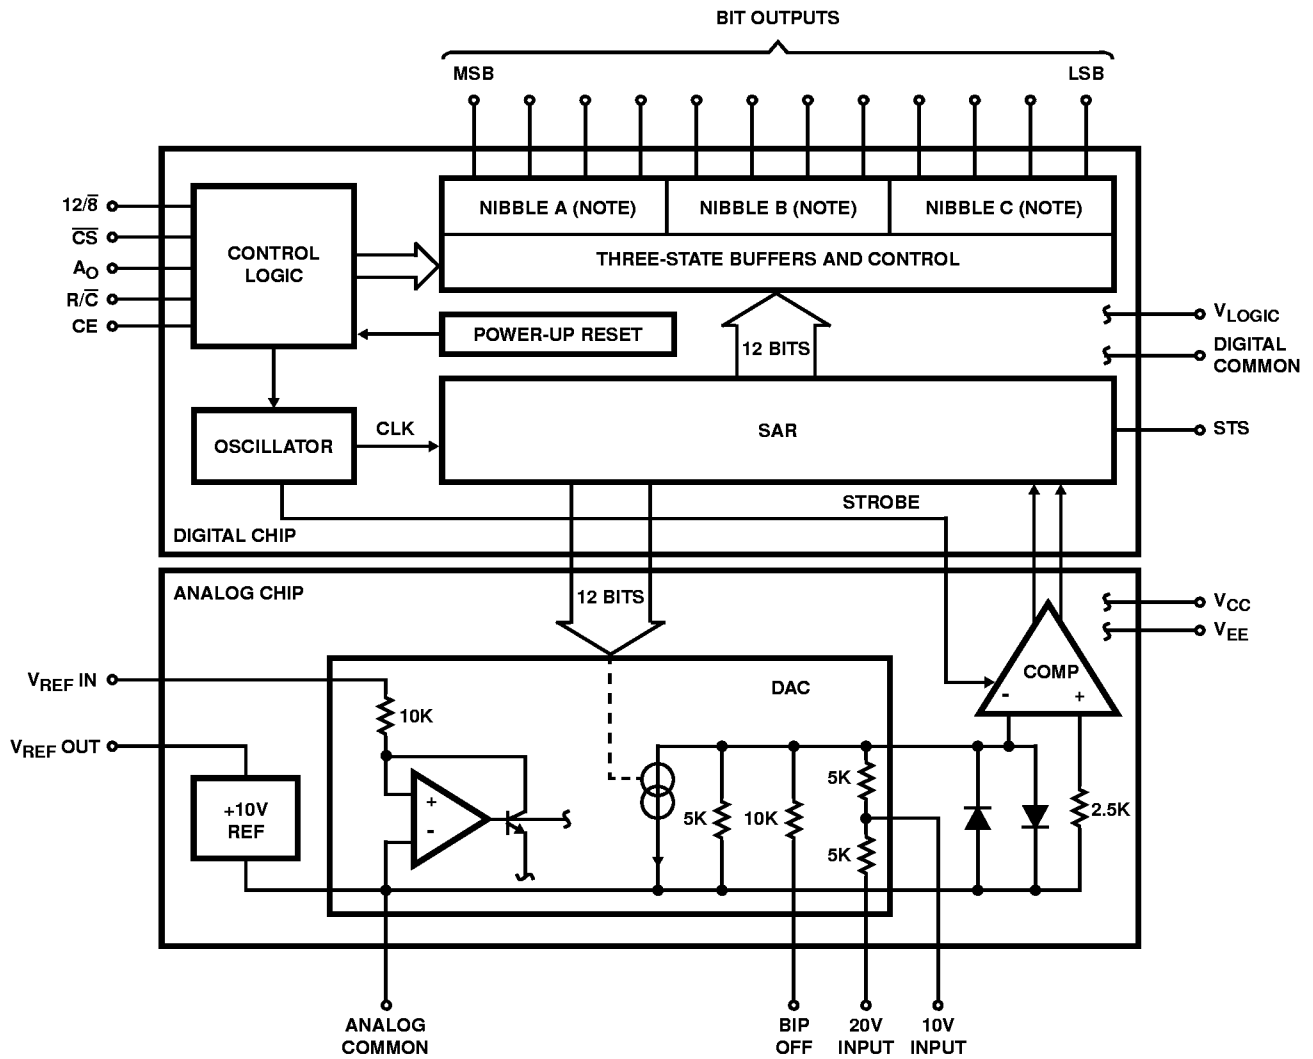 BIT OUTPUTS
MSB
LSB
12/8̅
C̅S̅
AO
R/C̅
CE
CONTROL
LOGIC
NIBBLE A (NOTE)
NIBBLE B (NOTE)
NIBBLE C (NOTE)
THREE-STATE BUFFERS AND CONTROL
POWER-UP RESET
12 BITS
VLOGIC
DIGITAL
COMMON
OSCILLATOR
CLK
SAR
STS
STROBE
DIGITAL CHIP
ANALOG CHIP
12 BITS
VCC
VEE
VREF IN
VREF OUT
+10V
REF
10K
DAC
COMP
-
+
+
-
5K
10K
5K
5K
2.5K
ANALOG
COMMON
BIP
OFF
20V
INPUT
10V
INPUT